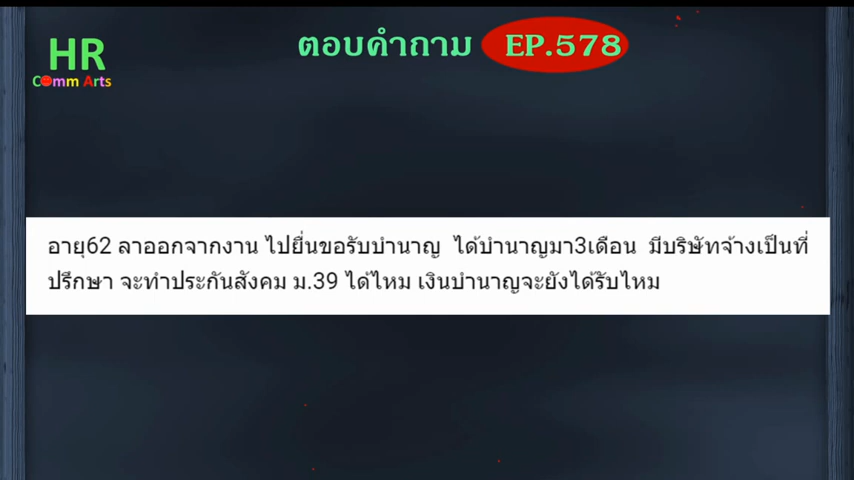 HR
Comm Arts
ตอบคำถาม EP.578
อายุ62 ลาออกจากงาน ไปยื่นขอรับบำนาญ ได้บำนาญมา3เดือน มีบริษัทจ้างเป็นที่
ปรึกษา จะทำประกันสังคม ม.39 ได้ไหม เงินบำนาญจะยังได้รับไหม